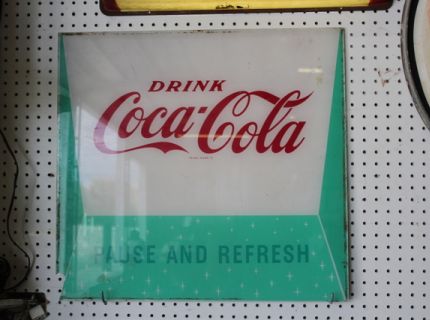 DRINK
Coca-Cola
PAUSE AND REFRESH